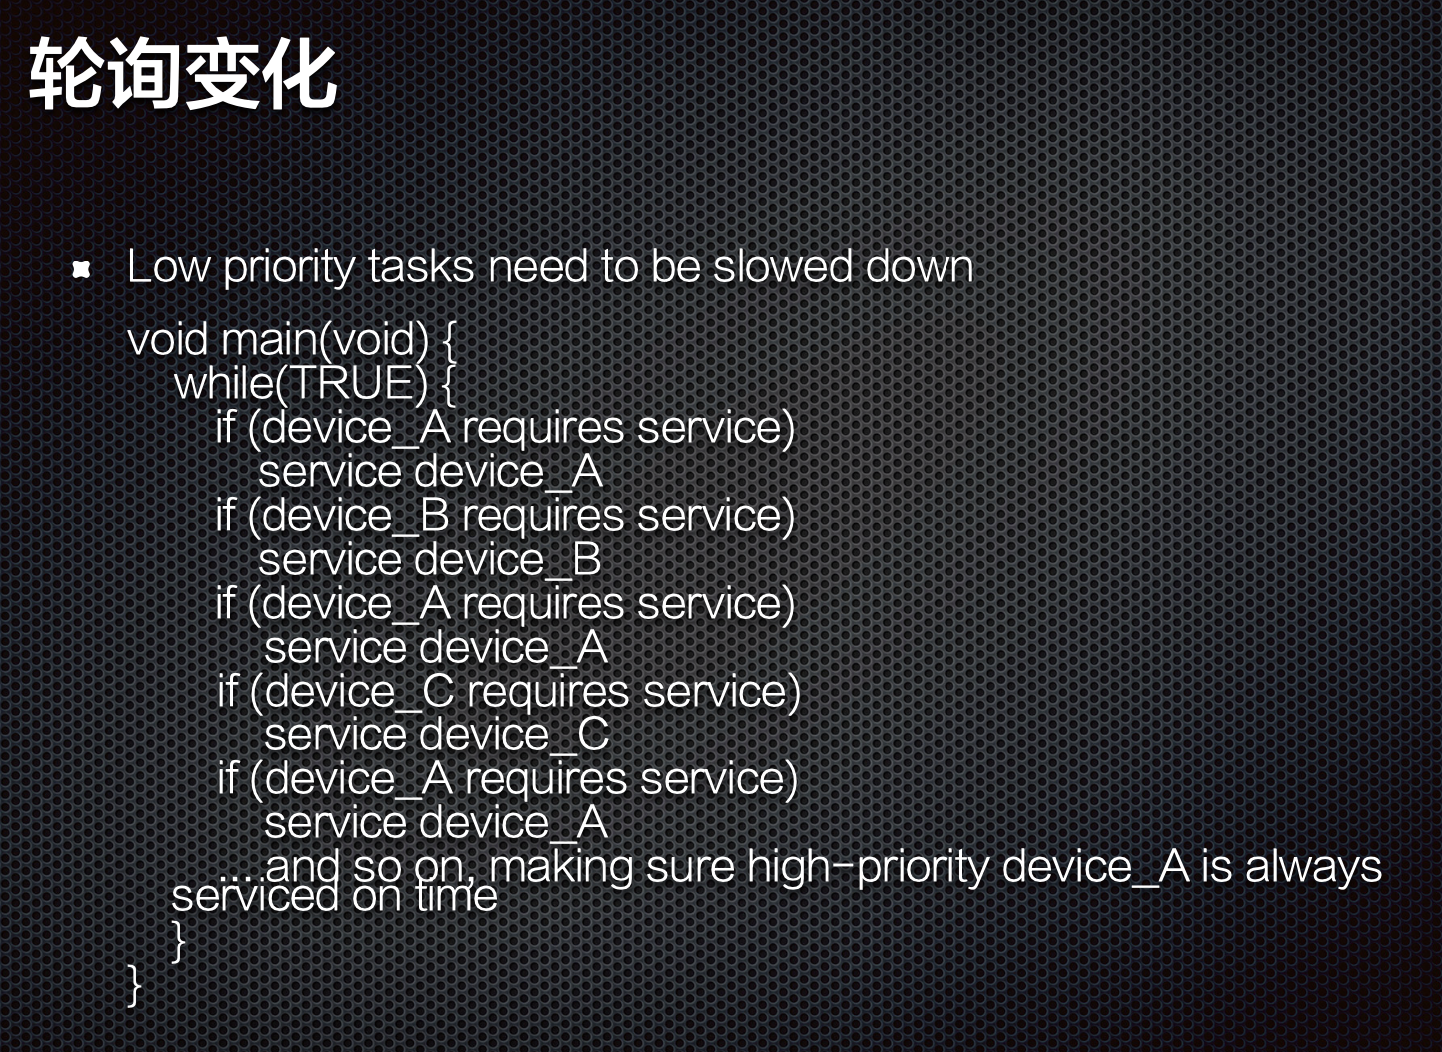 轮询变化
Low priority tasks need to be slowed down
void main(void) {
while(TRUE) {
if (device_A requires service)
service device_A
if (device_B requires service)
service device_B
if (device_A requires service)
service device_A
if (device_C requires service)
service device_C
if (device_A requires service)
service device_A
....and so on, making sure high-priority device_A is always
serviced on time
}
}